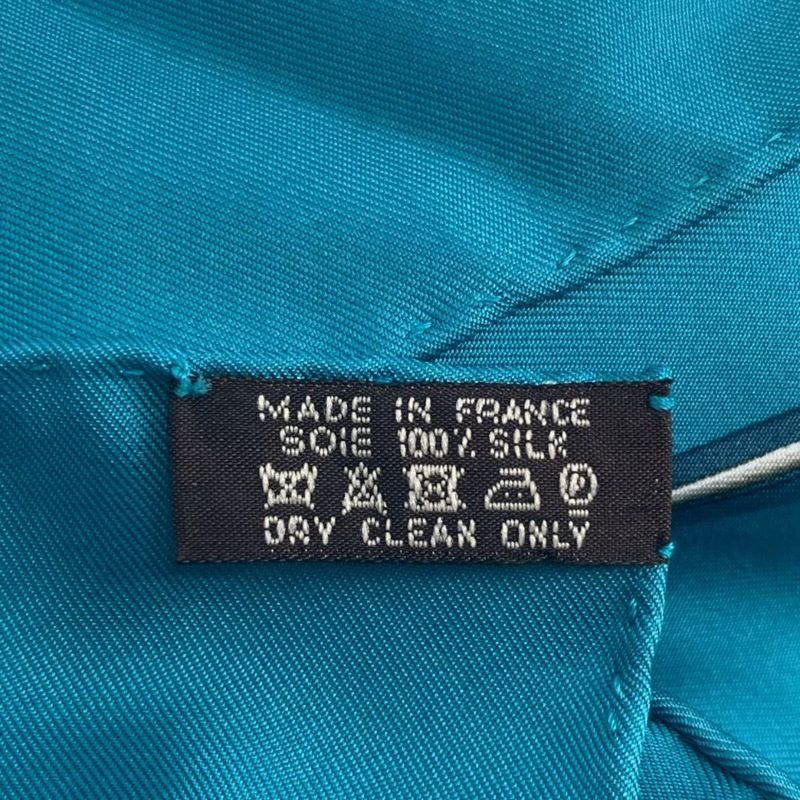 MADE IN FRANCE
SOIE 100% SILK
P
DRY CLEAN ONLY